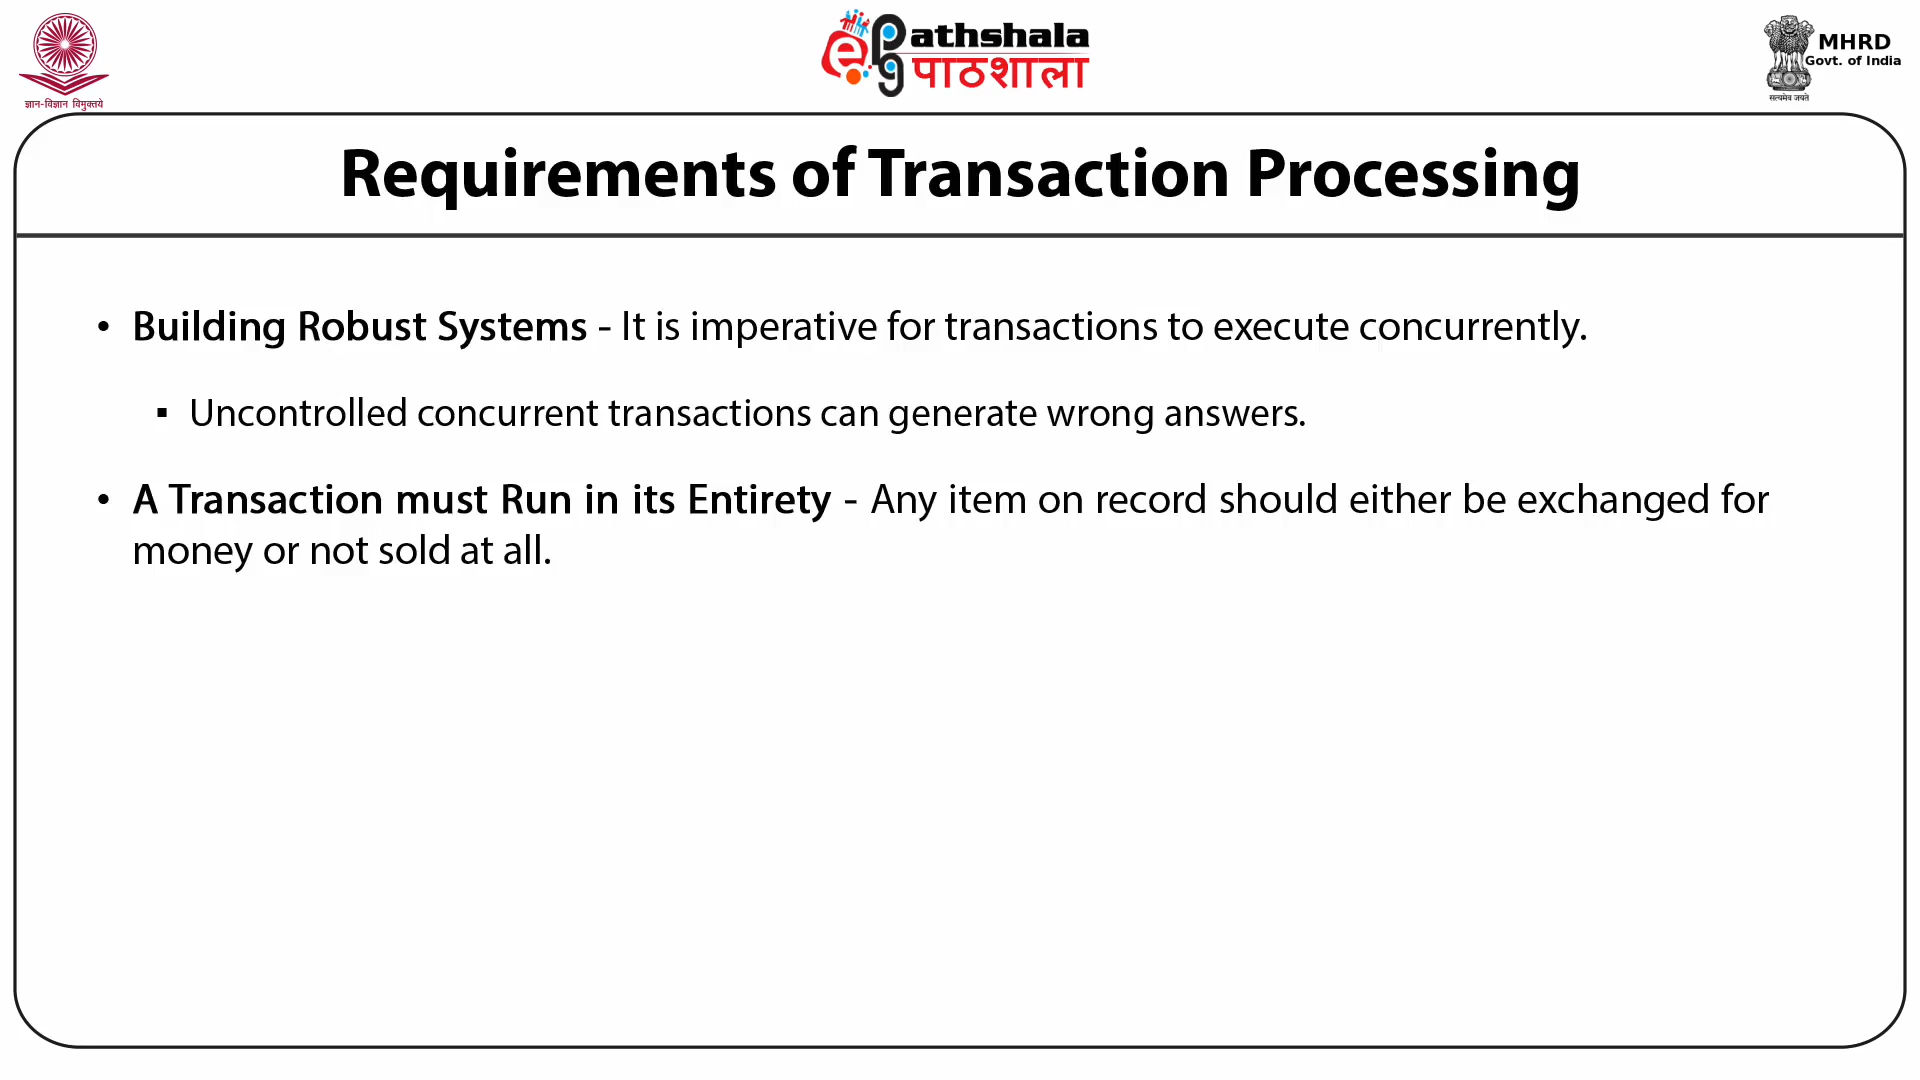 ज्ञान-विज्ञान विमुक्तये
ePathshala
पाठशाला
MHRD
Govt. of India
सत्यमेव जयते
Requirements of Transaction Processing
• Building Robust Systems - It is imperative for transactions to execute concurrently.
▪ Uncontrolled concurrent transactions can generate wrong answers.
• A Transaction must Run in its Entirety - Any item on record should either be exchanged for
money or not sold at all.